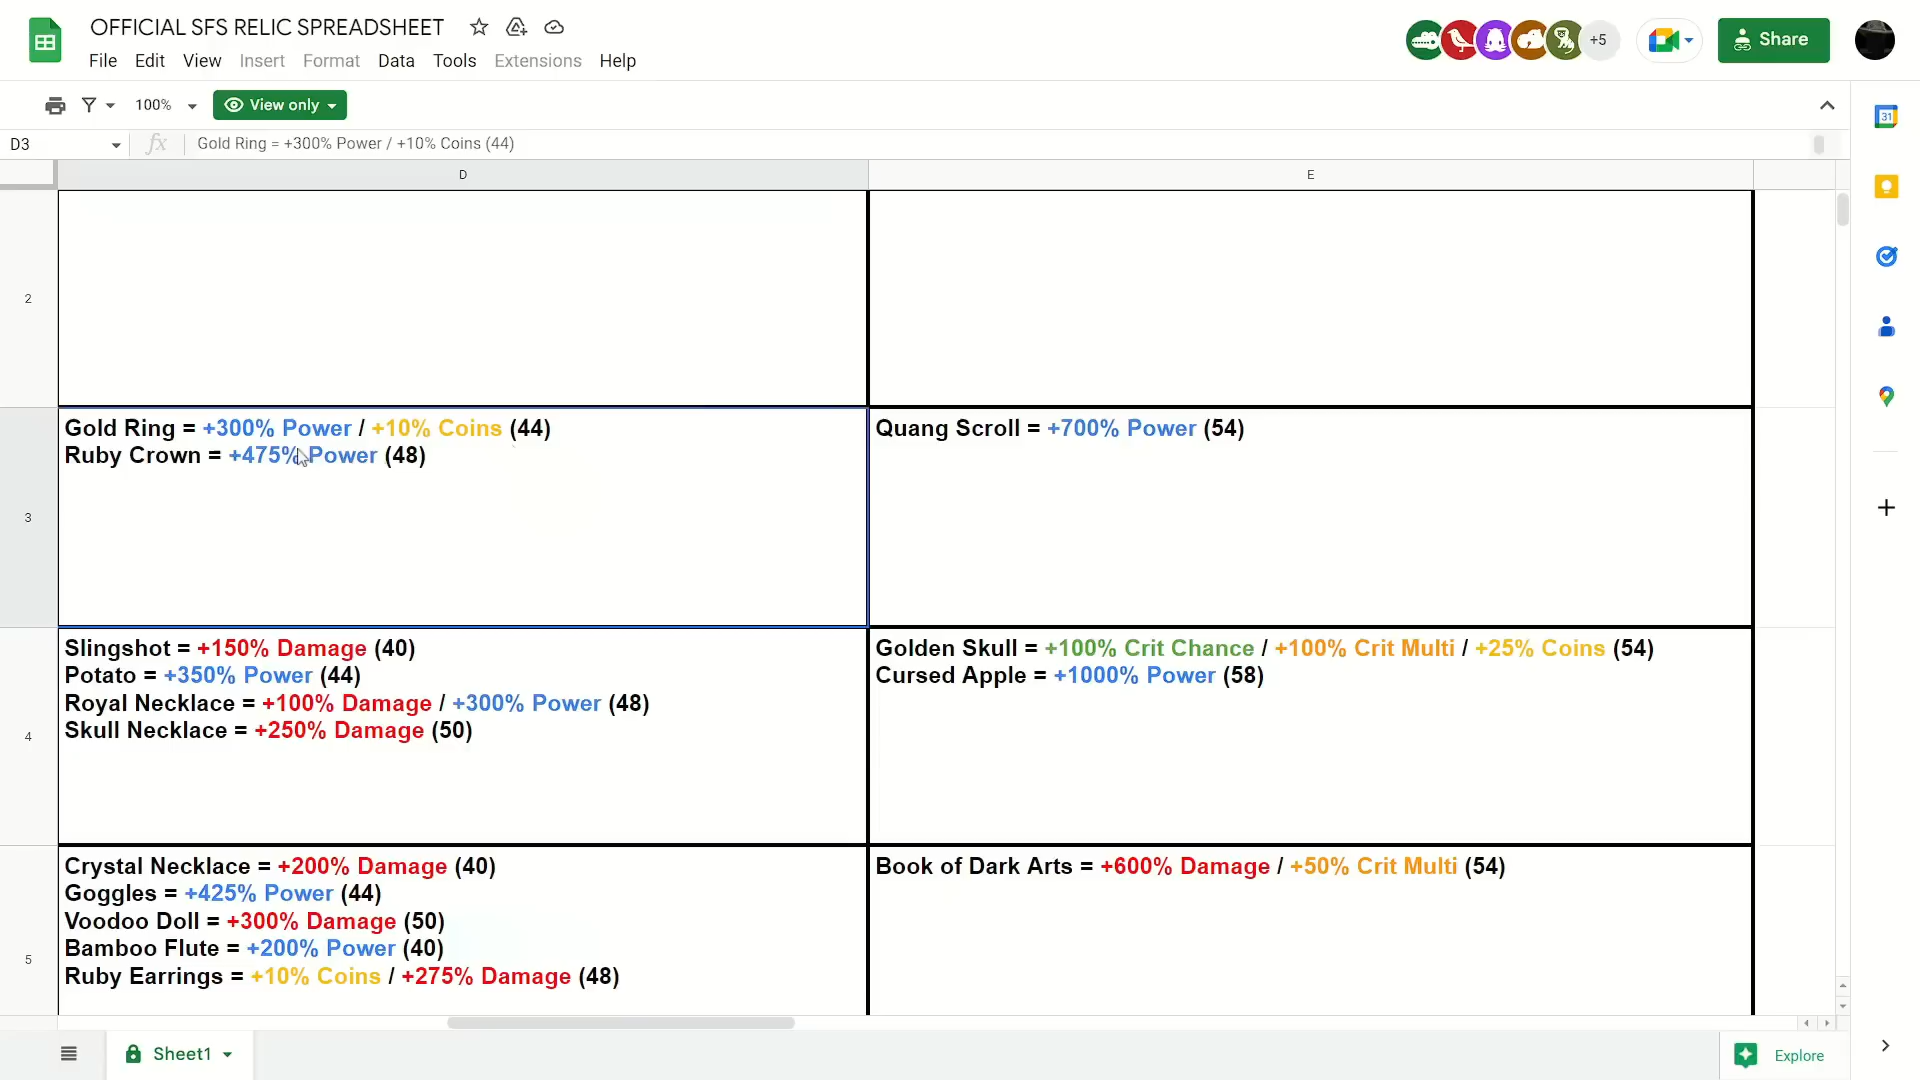 OFFICIAL SFS RELIC SPREADSHEET
File Edit View Insert Format Data Tools Extensions Help
+5
Share
100%
View only
D3
fx
Gold Ring = +300% Power / +10% Coins (44)
D
E
2
3
Gold Ring = +300% Power / +10% Coins (44)
Ruby Crown = +475% Power (48)
Quang Scroll = +700% Power (54)
4
Slingshot = +150% Damage (40)
Potato = +350% Power (44)
Royal Necklace = +100% Damage / +300% Power (48)
Skull Necklace = +250% Damage (50)
Golden Skull = +100% Crit Chance / +100% Crit Multi / +25% Coins (54)
Cursed Apple = +1000% Power (58)
5
Crystal Necklace = +200% Damage (40)
Goggles = +425% Power (44)
Voodoo Doll = +300% Damage (50)
Bamboo Flute = +200% Power (40)
Ruby Earrings = +10% Coins / +275% Damage (48)
Book of Dark Arts = +600% Damage / +50% Crit Multi (54)
31
Sheet1
Explore